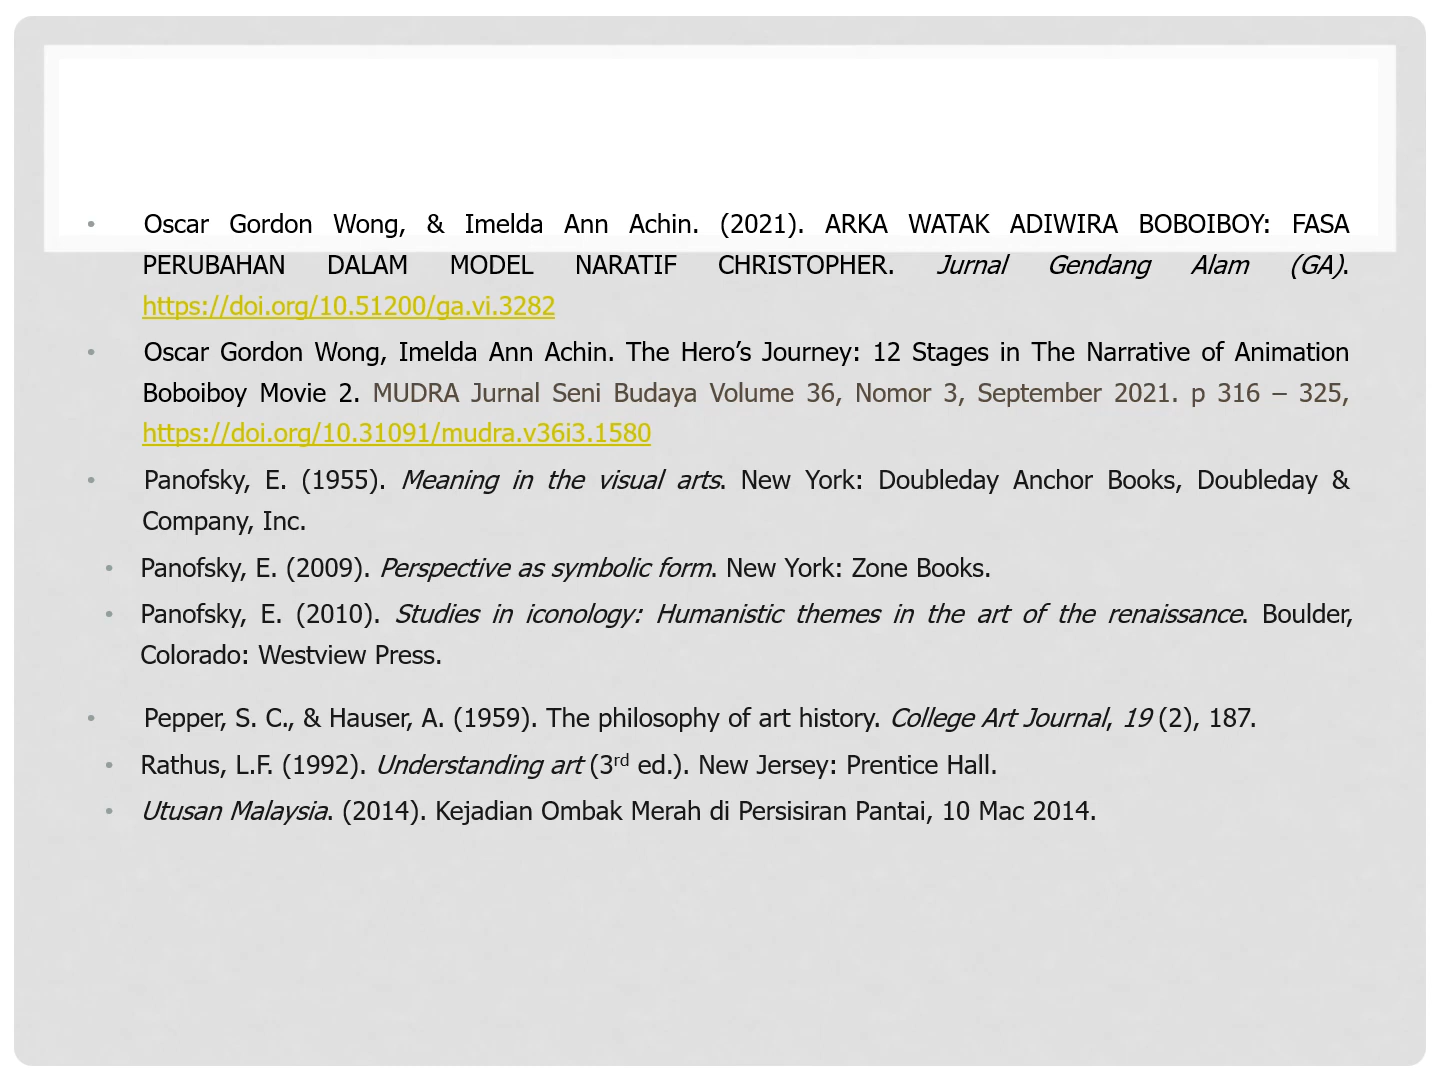 • Oscar Gordon Wong, & Imelda Ann Achin. (2021). ARKA WATAK ADIWIRA BOBOIBOY: FASA
PERUBAHAN DALAM MODEL NARATIF CHRISTOPHER. Jurnal Gendang Alam (GA).
https://doi.org/10.51200/ga.vi.3282
• Oscar Gordon Wong, Imelda Ann Achin. The Hero’s Journey: 12 Stages in The Narrative of Animation
Boboiboy Movie 2. MUDRA Jurnal Seni Budaya Volume 36, Nomor 3, September 2021. p 316 – 325,
https://doi.org/10.31091/mudra.v36i3.1580
• Panofsky, E. (1955). Meaning in the visual arts. New York: Doubleday Anchor Books, Doubleday &
Company, Inc.
• Panofsky, E. (2009). Perspective as symbolic form. New York: Zone Books.
• Panofsky, E. (2010). Studies in iconology: Humanistic themes in the art of the renaissance. Boulder,
Colorado: Westview Press.
• Pepper, S. C., & Hauser, A. (1959). The philosophy of art history. College Art Journal, 19 (2), 187.
• Rathus, L.F. (1992). Understanding art (3rd ed.). New Jersey: Prentice Hall.
• Utusan Malaysia. (2014). Kejadian Ombak Merah di Persisiran Pantai, 10 Mac 2014.